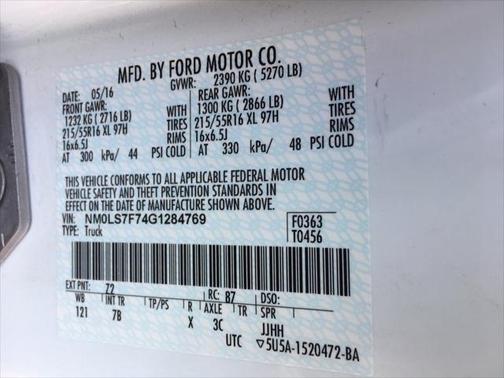 MFD. BY FORD MOTOR CO.
DATE: 05/16 GVWR: 2390 KG ( 5270 LB)
FRONT GAWR: REAR GAWR:
1232 KG ( 2716 LB) WITH 1300 KG ( 2866 LB) WITH
215/55R16 XL 97H TIRES 215/55R16 XL 97H TIRES
16x6.5J RIMS 16x6.5J RIMS
AT 300 kPa/ 44 PSI COLD AT 330 kPa/ 48 PSI COLD
THIS VEHICLE CONFORMS TO ALL APPLICABLE FEDERAL MOTOR
VEHICLE SAFETY AND THEFT PREVENTION STANDARDS IN
EFFECT ON THE DATE OF MANUFACTURE SHOWN ABOVE.
VIN: NM0LS7F74G1284769 F0363
TYPE: Truck T0456
EXT PNT: Z2 RC: 87 DSO:
WB INT TR TP/PS R AXLE TR SPR
121 7B X 3C JJHH
UTC ▽5U5A-1520472-BA